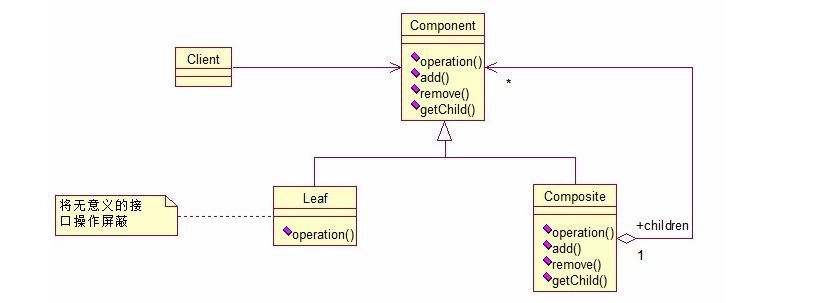 Component
operation()
add()
remove()
getChild()
Client
*
将无意义的接
口操作屏蔽
Leaf
operation()
Composite
operation()
add()
remove()
getChild()
+children
1